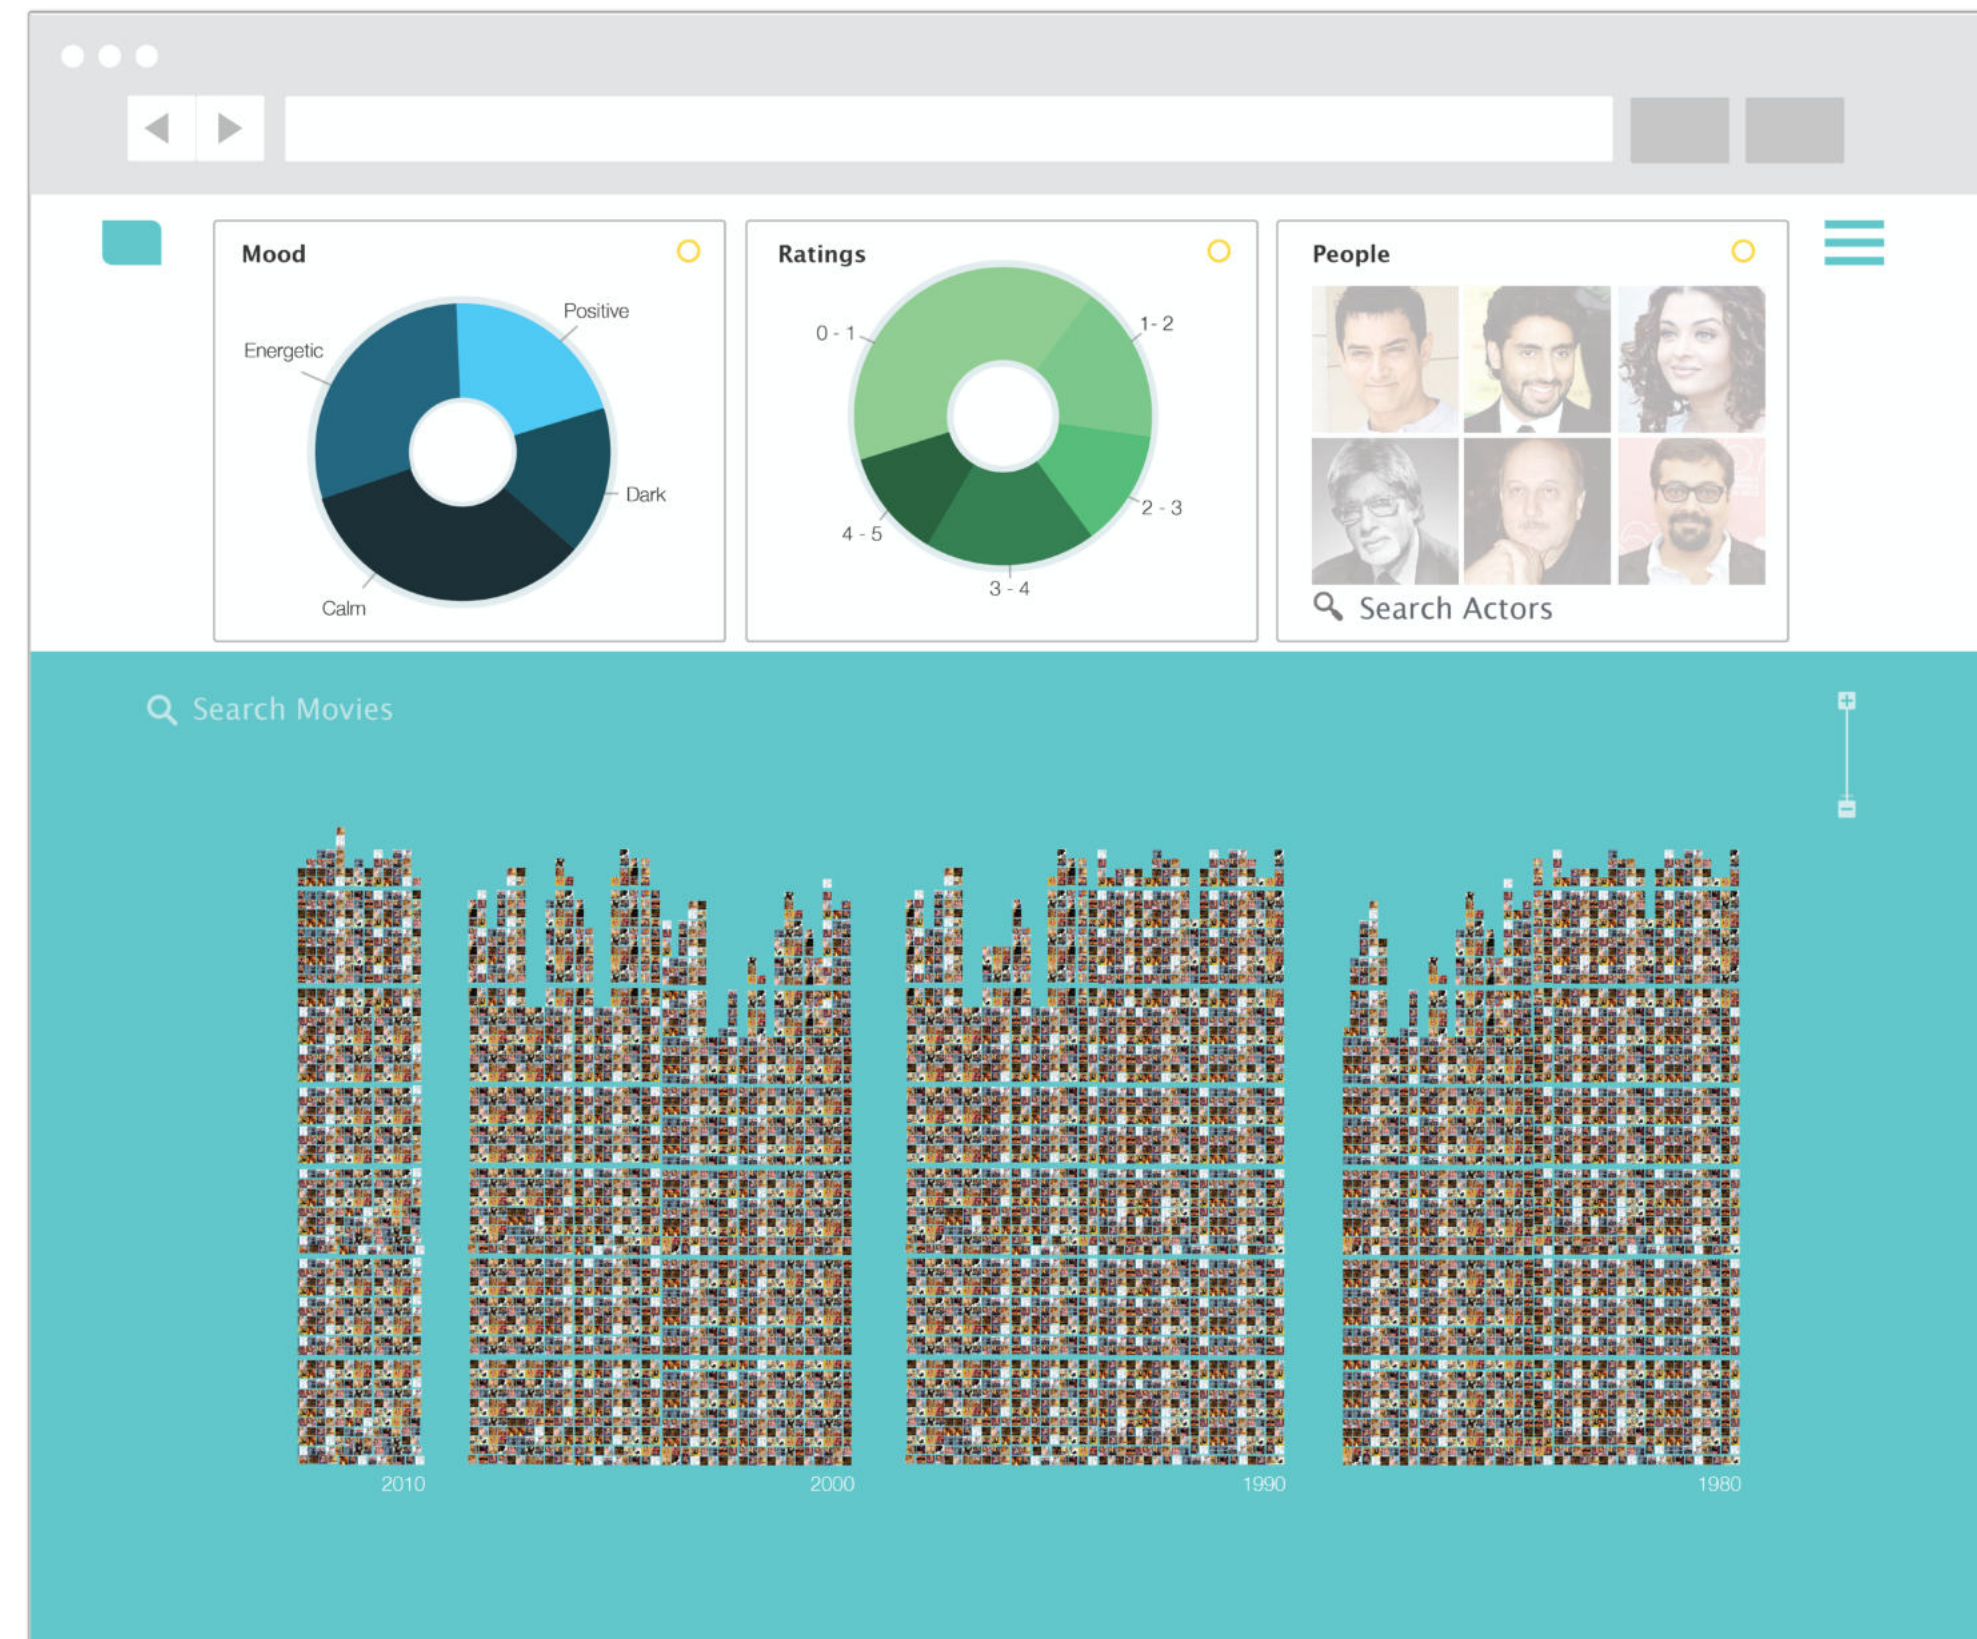 Mood
Positive
Energetic
Dark
Calm
Ratings
0 - 1
1 - 2
2 - 3
4 - 5
3 - 4
People
Search Actors
Search Movies
2010
2000
1990
1980